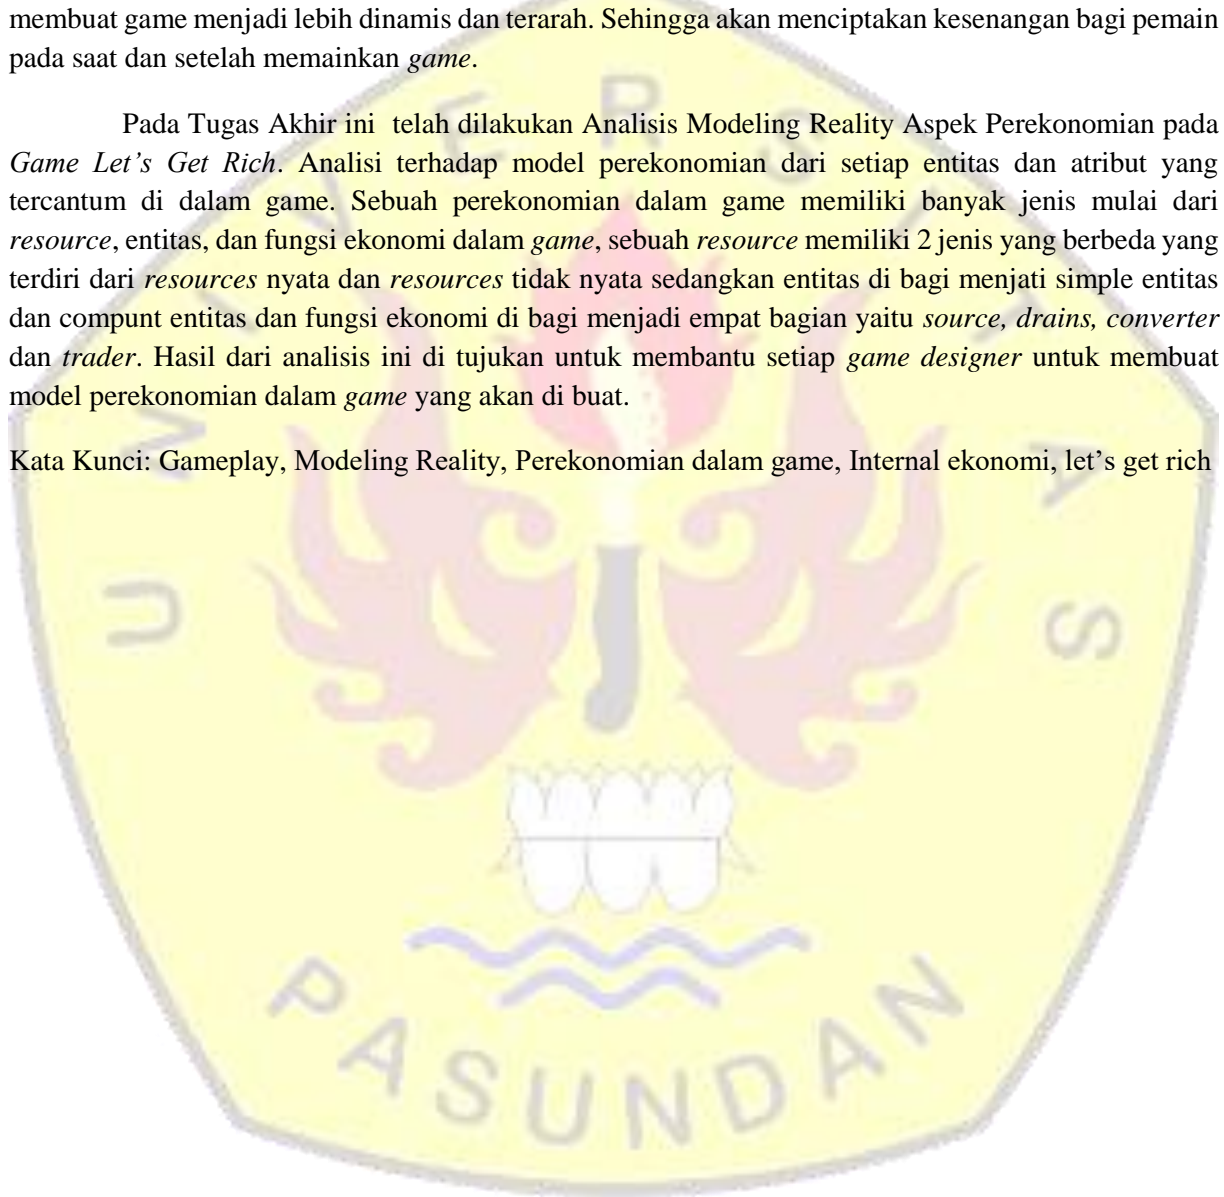 membuat game menjadi lebih dinamis dan terarah. Sehingga akan menciptakan kesenangan bagi pemain
pada saat dan setelah memainkan game.
Pada Tugas Akhir ini telah dilakukan Analisis Modeling Reality Aspek Perekonomian pada
Game Let’s Get Rich. Analisi terhadap model perekonomian dari setiap entitas dan atribut yang
tercantum di dalam game. Sebuah perekonomian dalam game memiliki banyak jenis mulai dari
resource, entitas, dan fungsi ekonomi dalam game, sebuah resource memiliki 2 jenis yang berbeda yang
terdiri dari resources nyata dan resources tidak nyata sedangkan entitas di bagi menjati simple entitas
dan compunt entitas dan fungsi ekonomi di bagi menjadi empat bagian yaitu source, drains, converter
dan trader. Hasil dari analisis ini di tujukan untuk membantu setiap game designer untuk membuat
model perekonomian dalam game yang akan di buat.
Kata Kunci: Gameplay, Modeling Reality, Perekonomian dalam game, Internal ekonomi, let’s get rich
UNIVERSITAS
PASUNDAN